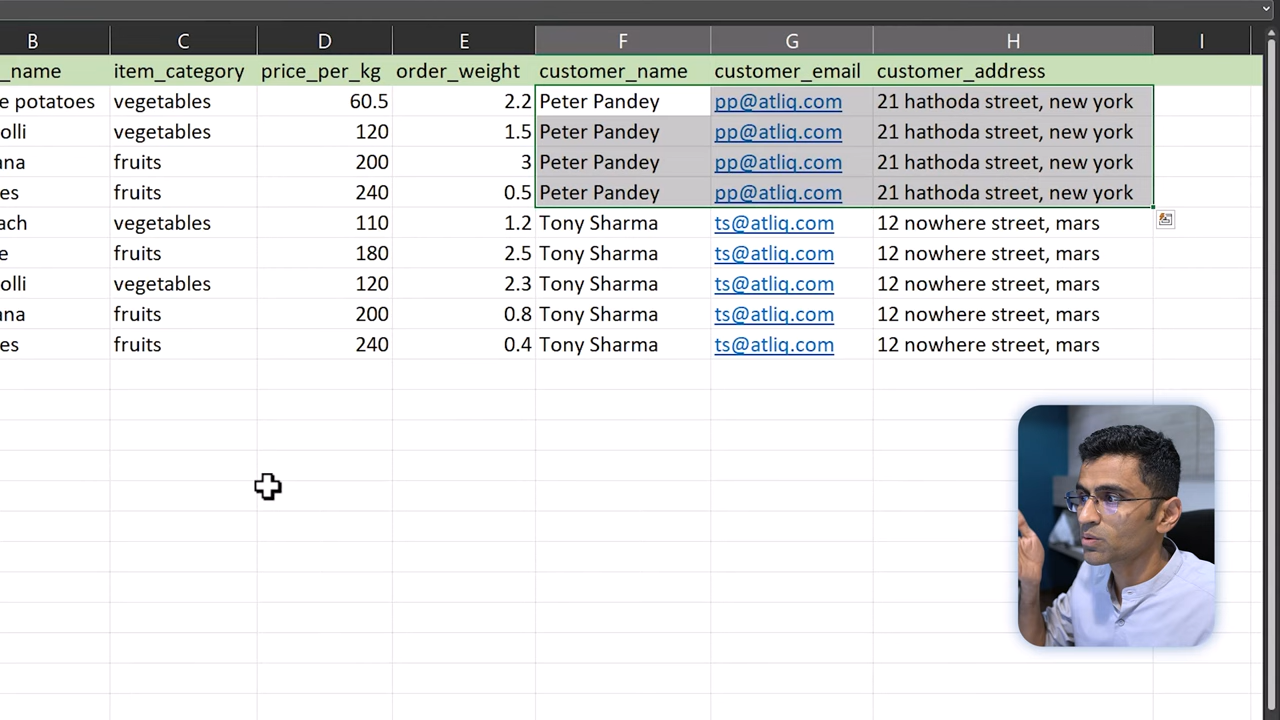 B C D E F G H I
_name item_category price_per_kg order_weight customer_name customer_email customer_address
e potatoes vegetables 60.5 2.2 Peter Pandey pp@atliq.com 21 hathoda street, new york
olli vegetables 120 1.5 Peter Pandey pp@atliq.com 21 hathoda street, new york
ana fruits 200 3 Peter Pandey pp@atliq.com 21 hathoda street, new york
es fruits 240 0.5 Peter Pandey pp@atliq.com 21 hathoda street, new york
ach vegetables 110 1.2 Tony Sharma ts@atliq.com 12 nowhere street, mars
e fruits 180 2.5 Tony Sharma ts@atliq.com 12 nowhere street, mars
olli vegetables 120 2.3 Tony Sharma ts@atliq.com 12 nowhere street, mars
ana fruits 200 0.8 Tony Sharma ts@atliq.com 12 nowhere street, mars
es fruits 240 0.4 Tony Sharma ts@atliq.com 12 nowhere street, mars